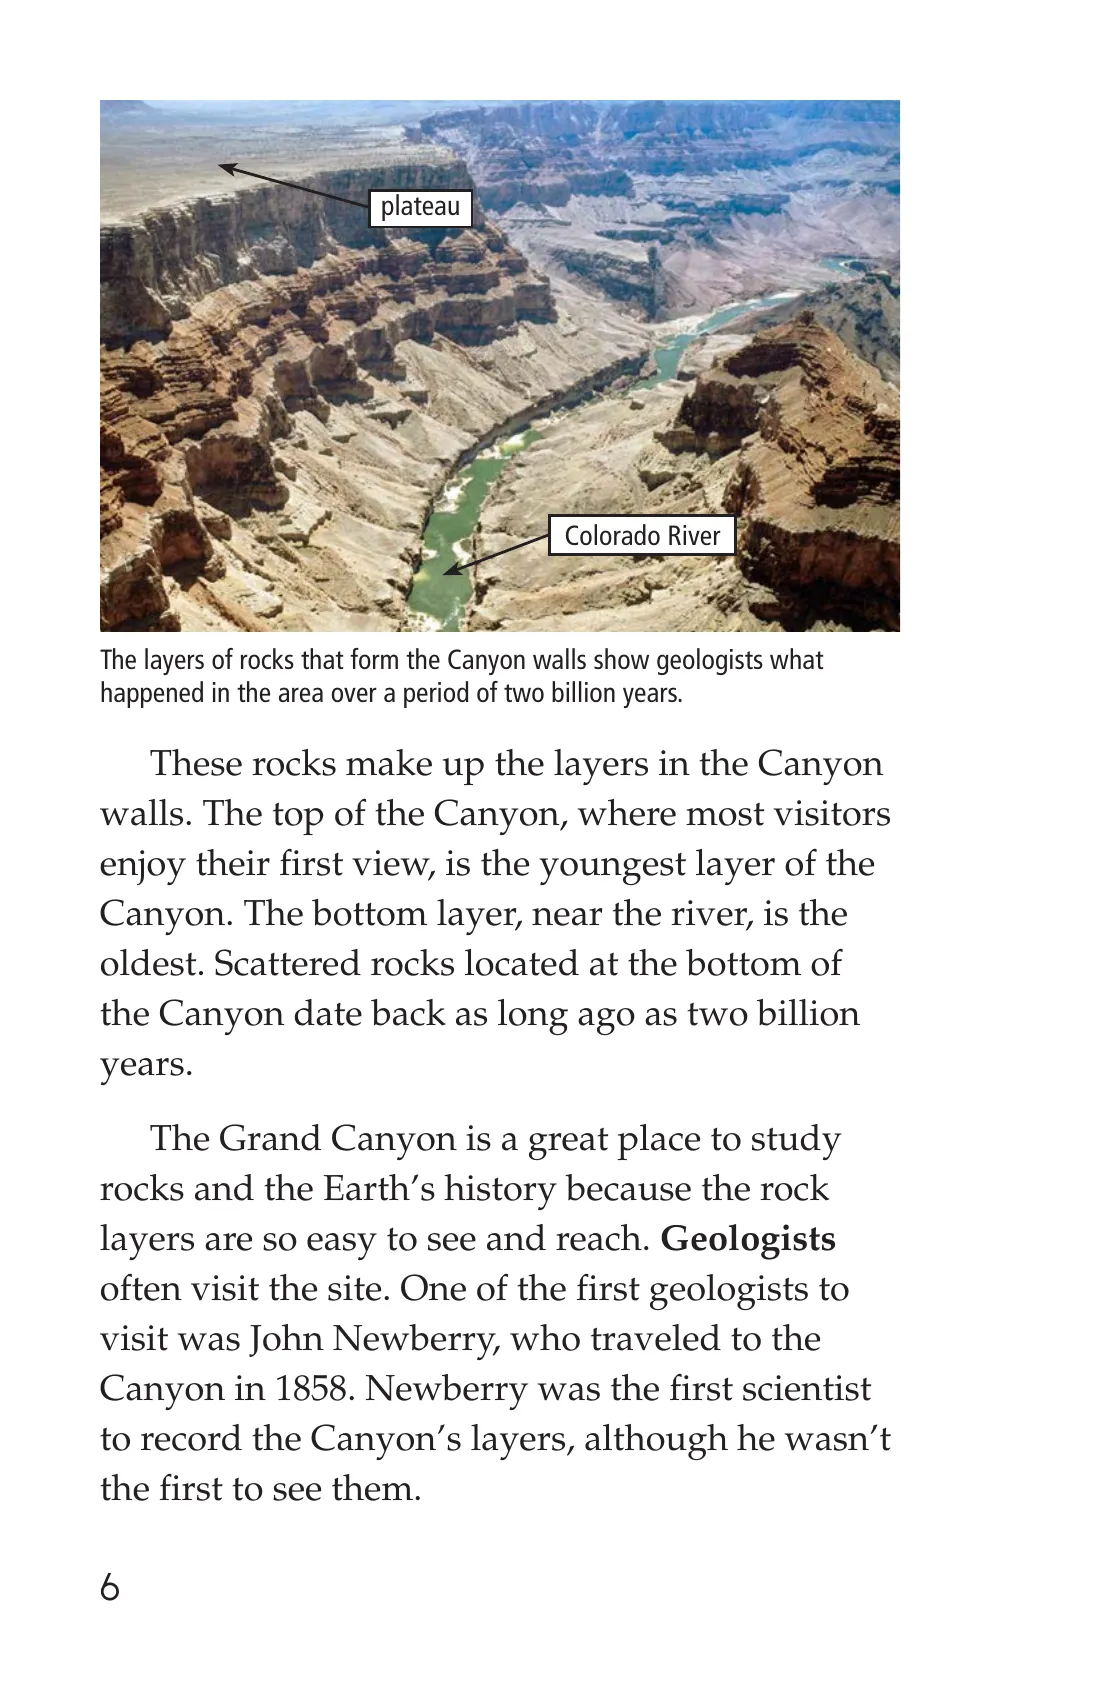 plateau
Colorado River
The layers of rocks that form the Canyon walls show geologists what
happened in the area over a period of two billion years.
These rocks make up the layers in the Canyon
walls. The top of the Canyon, where most visitors
enjoy their first view, is the youngest layer of the
Canyon. The bottom layer, near the river, is the
oldest. Scattered rocks located at the bottom of
the Canyon date back as long ago as two billion
years.
The Grand Canyon is a great place to study
rocks and the Earth’s history because the rock
layers are so easy to see and reach. Geologists
often visit the site. One of the first geologists to
visit was John Newberry, who traveled to the
Canyon in 1858. Newberry was the first scientist
to record the Canyon’s layers, although he wasn’t
the first to see them.
6